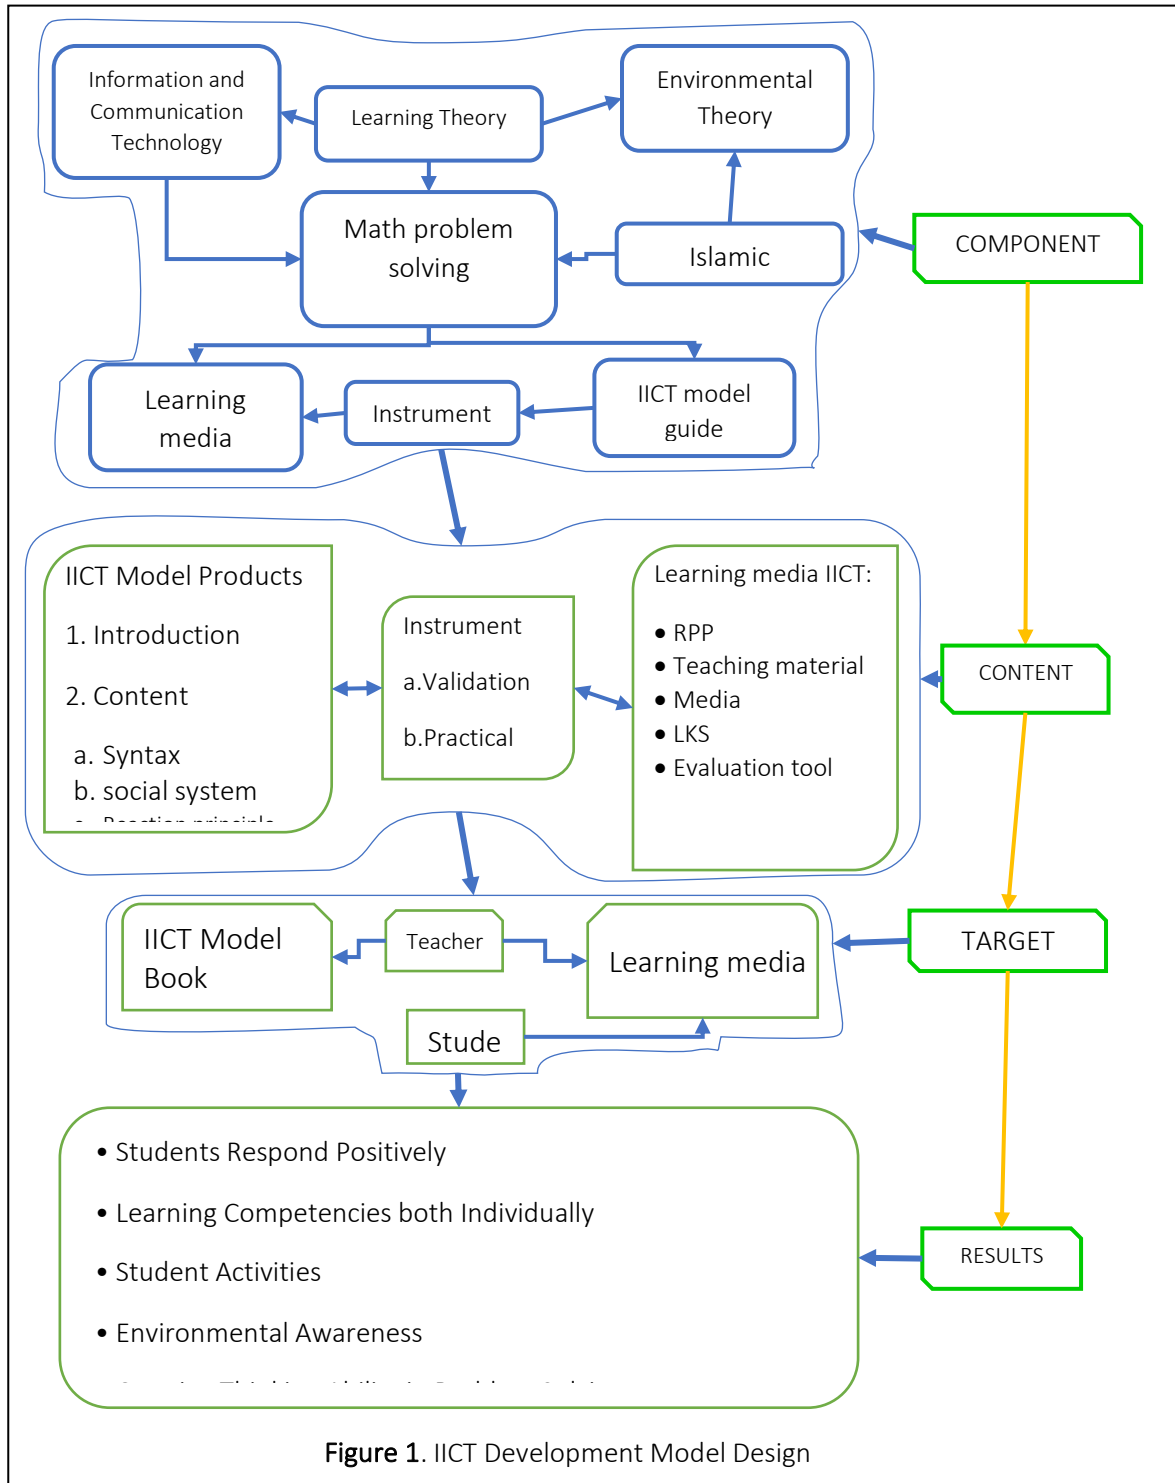 Information and
Communication
Technology
Learning Theory
Environmental
Theory
Math problem
solving
Islamic
COMPONENT
Learning
media
Instrument
IICT model
guide
IICT Model Products
1. Introduction
2. Content
a. Syntax
b. social system
Instrument
a.Validation
b.Practical
Learning media IICT:
• RPP
• Teaching material
• Media
• LKS
• Evaluation tool
CONTENT
IICT Model
Book
Teacher
Learning media
Stude
TARGET
• Students Respond Positively
• Learning Competencies both Individually
• Student Activities
• Environmental Awareness
RESULTS
Figure 1. IICT Development Model Design